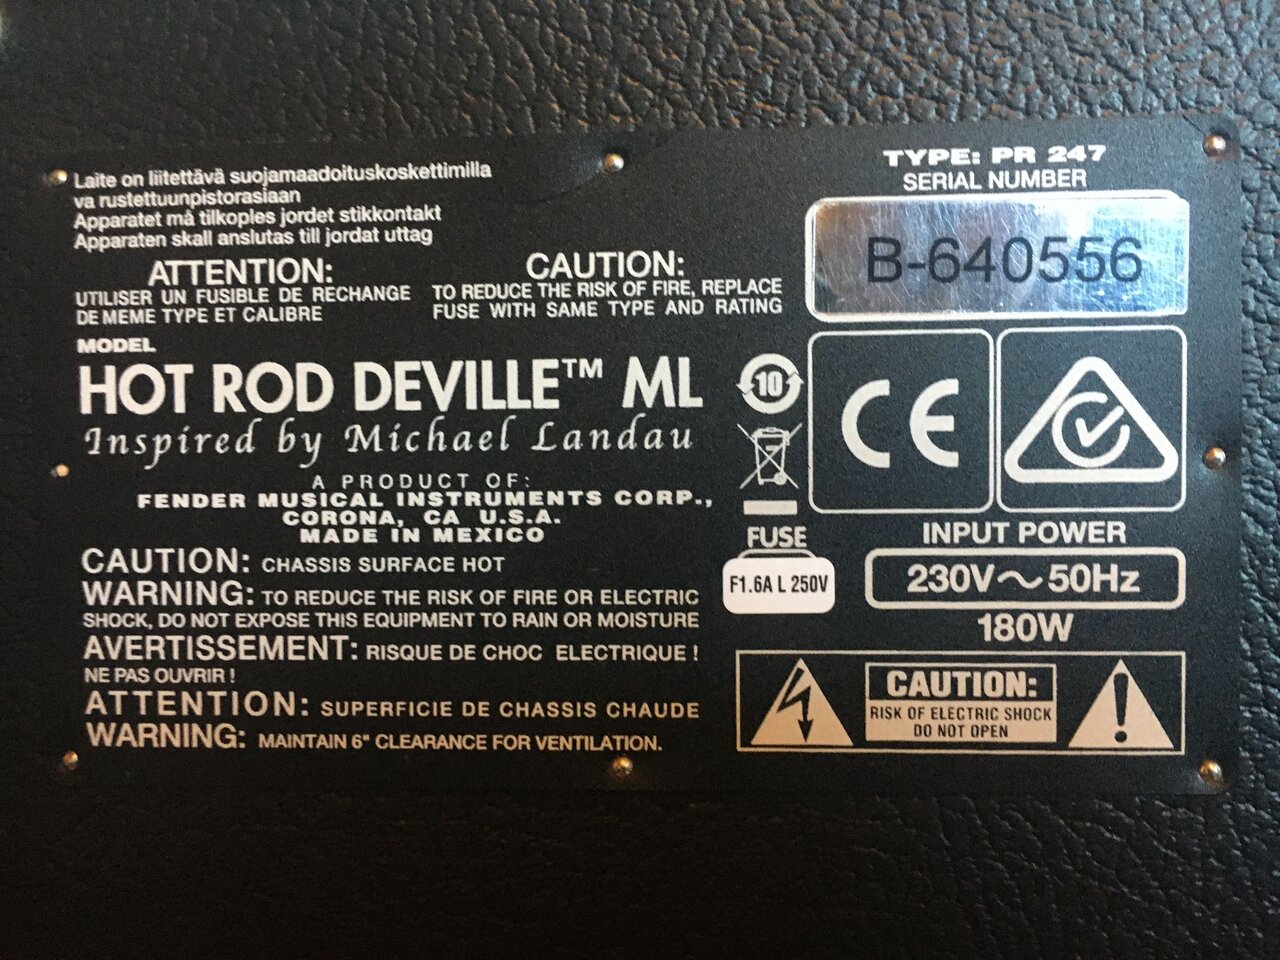 Laite on liitettävä suojamaadoituskoskettimilla
va rustettuunpistorasiaan
Apparatet må tilkoples jordet stikkontakt
Apparaten skall anslutas till jordat uttag
ATTENTION:
UTILISER UN FUSIBLE DE RECHANGE
DE MEME TYPE ET CALIBRE
CAUTION:
TO REDUCE THE RISK OF FIRE, REPLACE
FUSE WITH SAME TYPE AND RATING
MODEL
HOT ROD DEVILLE™ ML
Inspired by Michael Landau
A PRODUCT OF:
FENDER MUSICAL INSTRUMENTS CORP.,
CORONA, CA U.S.A.
MADE IN MEXICO
CAUTION: CHASSIS SURFACE HOT
WARNING: TO REDUCE THE RISK OF FIRE OR ELECTRIC
SHOCK, DO NOT EXPOSE THIS EQUIPMENT TO RAIN OR MOISTURE
AVERTISSEMENT: RISQUE DE CHOC ELECTRIQUE !
NE PAS OUVRIR !
ATTENTION: SUPERFICIE DE CHASSIS CHAUDE
WARNING: MAINTAIN 6" CLEARANCE FOR VENTILATION.
TYPE: PR 247
SERIAL NUMBER
B-640556
10
CE
FUSE
F1.6A L 250V
INPUT POWER
230V~50Hz
180W
CAUTION:
RISK OF ELECTRIC SHOCK
DO NOT OPEN